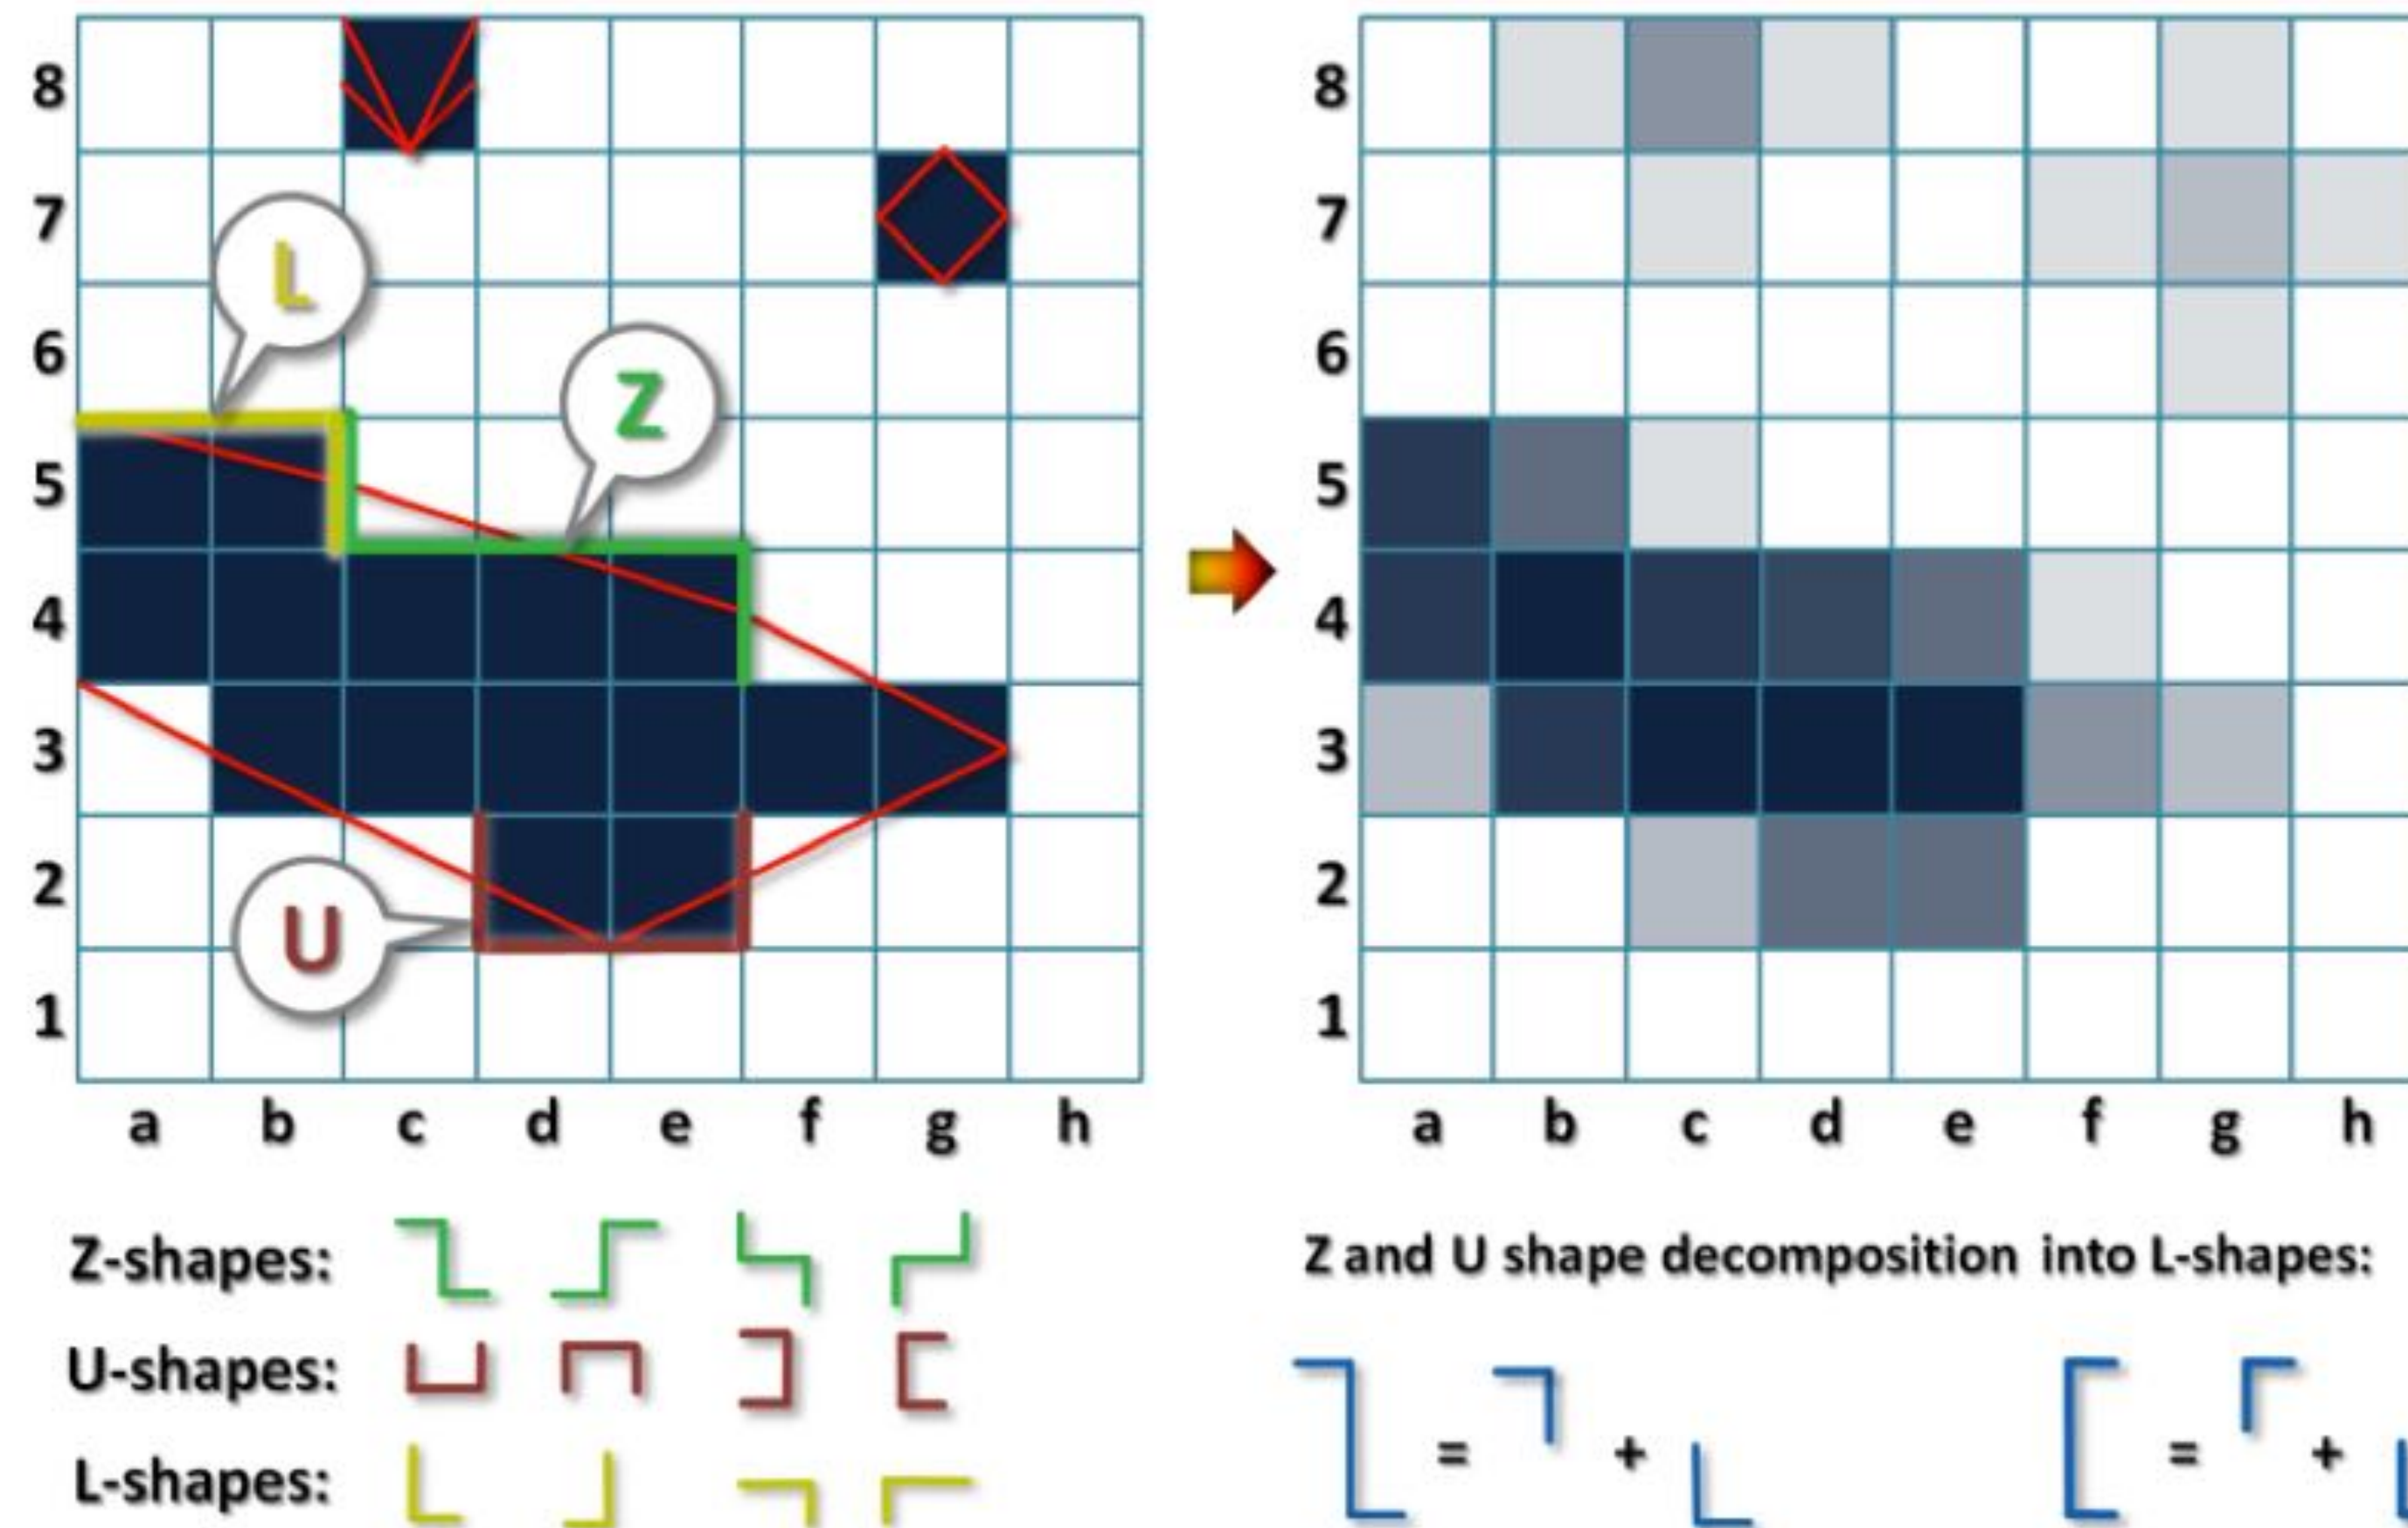 8 8
7 7
L
6 6
Z
5 5
4 4
3 3
2 2
U
1 1
a b c d e f g h a b c d e f g h
Z-shapes:
Z and U shape decomposition into L-shapes:
U-shapes:
= + = +
L-shapes: